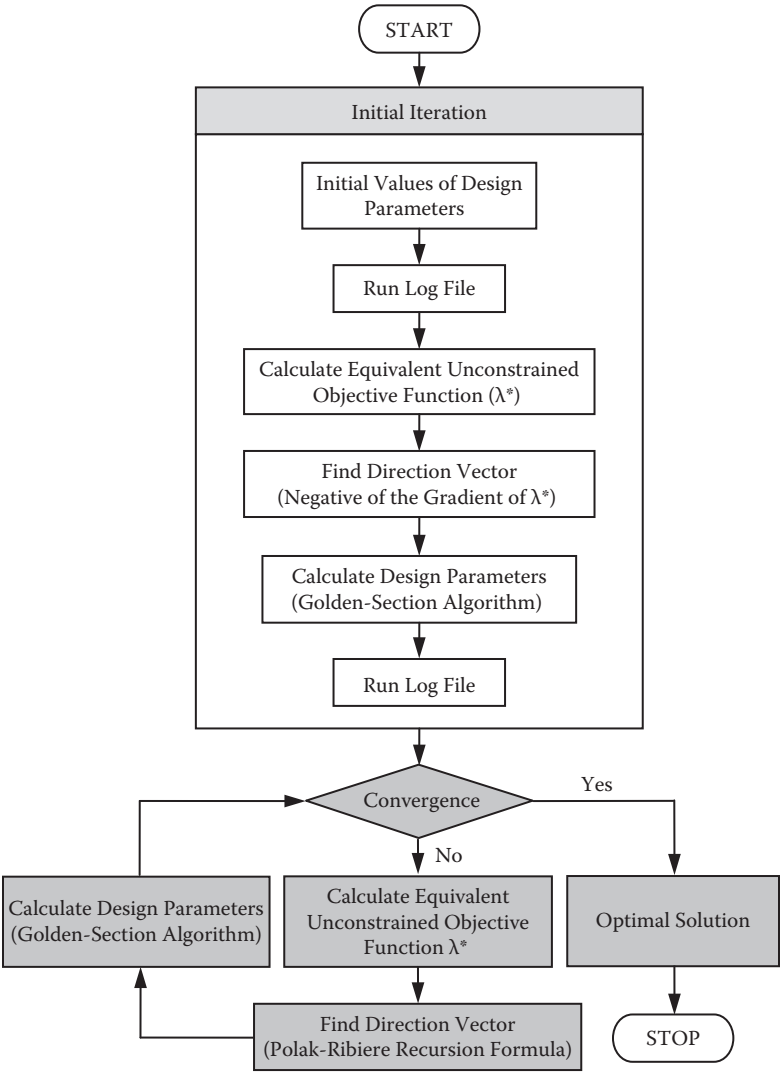 START
Initial Iteration
Initial Values of Design
Parameters
Run Log File
Calculate Equivalent Unconstrained
Objective Function (λ*)
Find Direction Vector
(Negative of the Gradient of λ*)
Calculate Design Parameters
(Golden-Section Algorithm)
Run Log File
Convergence
Yes
No
Calculate Design Parameters
(Golden-Section Algorithm)
Calculate Equivalent
Unconstrained Objective
Function λ*
Optimal Solution
Find Direction Vector
(Polak-Ribiere Recursion Formula)
STOP